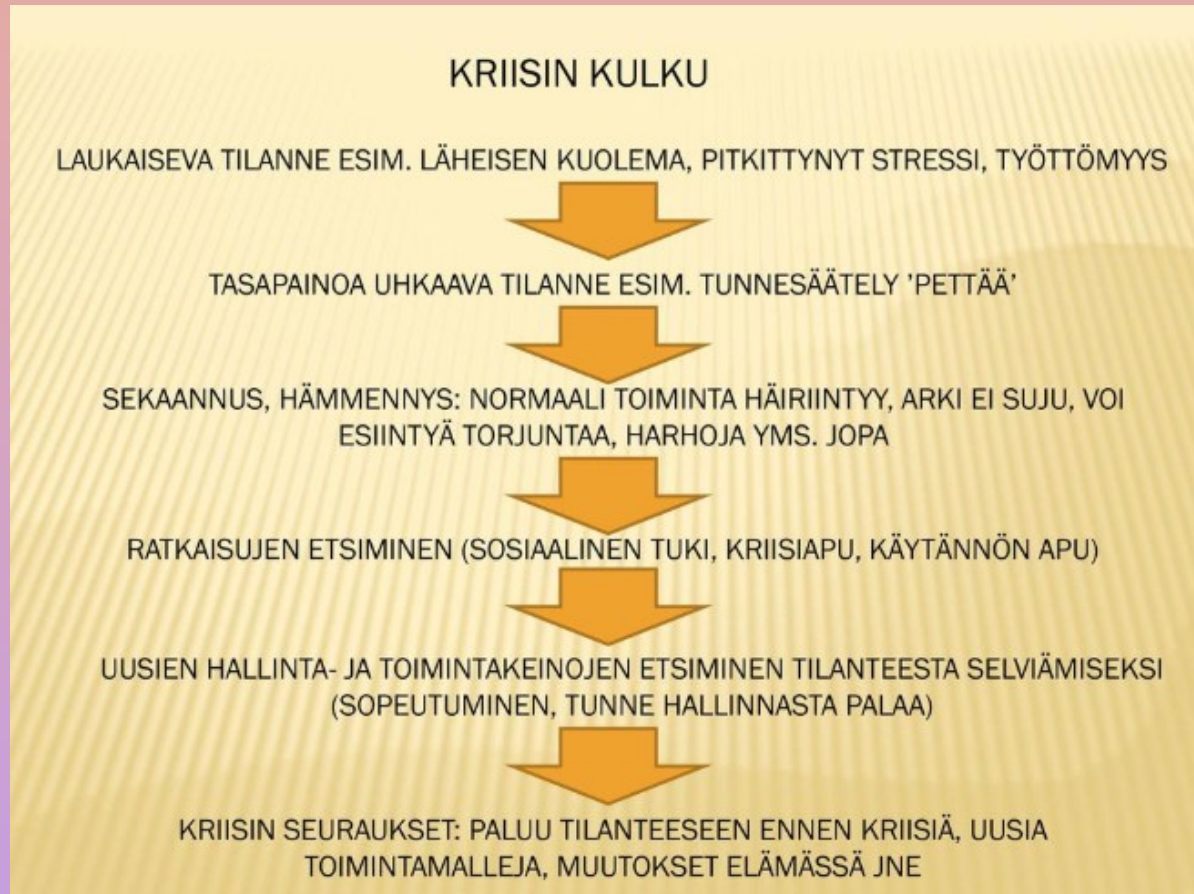 KRIISIN KULKU
LAUKAISEVA TILANNE ESIM. LÄHEISEN KUOLEMA, PITKITTYNYT STRESSI, TYÖTTÖMYYS
TASAPAINOA UHKAAVA TILANNE ESIM. TUNNESÄÄTELY 'PETTÄÄ'
SEKAANNUS, HÄMMENNYS: NORMAALI TOIMINTA HÄIRIINTYY, ARKI EI SUJU, VOI
ESIINTYÄ TORJUNTAA, HARHOJA YMS. JOPA
RATKAISUJEN ETSIMINEN (SOSIAALINEN TUKI, KRIISIAPU, KÄYTÄNNÖN APU)
UUSIEN HALLINTA- JA TOIMINTAKEINOJEN ETSIMINEN TILANTEESTA SELVIÄMISEKSI
(SOPEUTUMINEN, TUNNE HALLINNASTA PALAA)
KRIISIN SEURAUKSET: PALUU TILANTEESEEN ENNEN KRIISIÄ, UUSIA
TOIMINTAMALLEJA, MUUTOKSET ELÄMÄSSÄ JNE